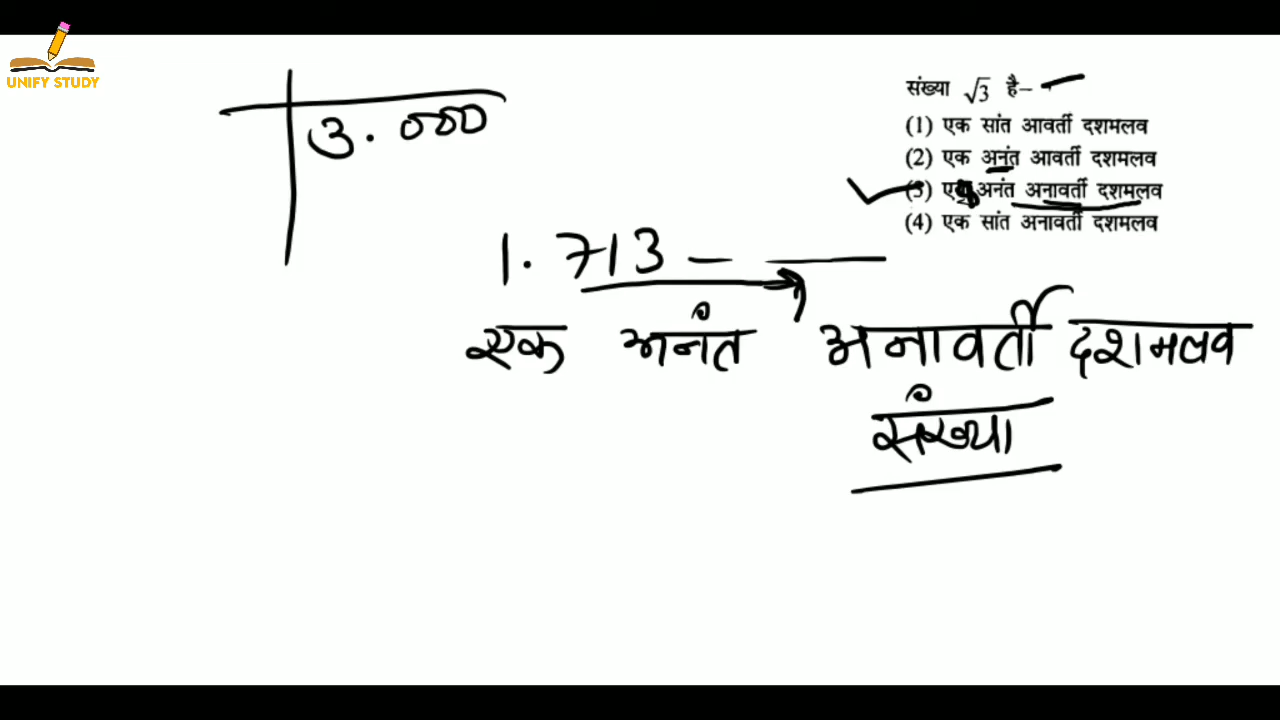 UNIFY STUDY
3.000
संख्या √3 है–
(1) एक सांत आवर्ती दशमलव
(2) एक अनंत आवर्ती दशमलव
(3) एक अनंत अनावर्ती दशमलव
(4) एक सांत अनावर्ती दशमलव
1.713 – —
एक अनंत अनावर्ती दशमलव
संख्या